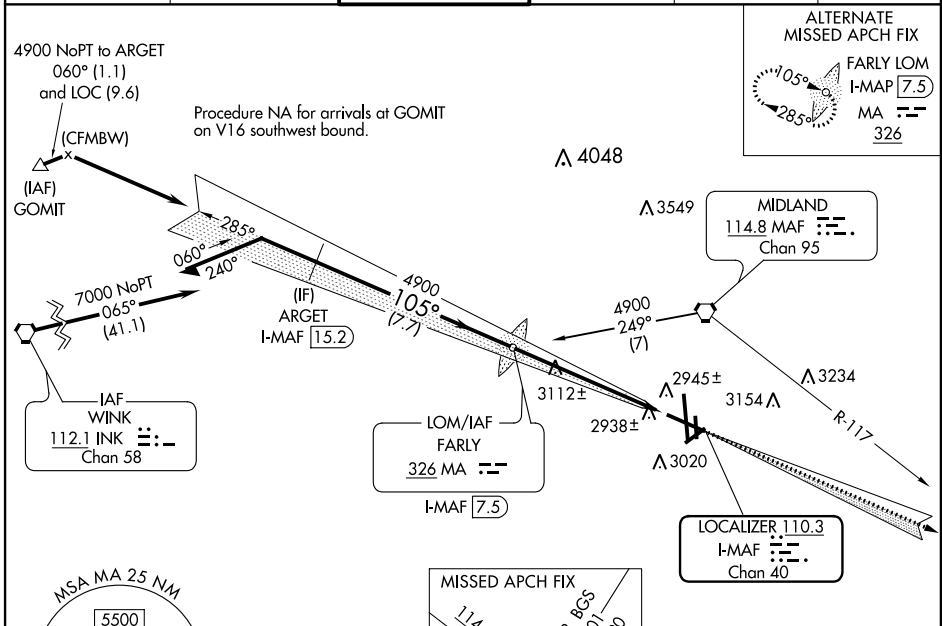 4900 NoPT to ARGET
060° (1.1)
and LOC (9.6)
(CFMBW)
(IAF)
GOMIT
Procedure NA for arrivals at GOMIT
on V16 southwest bound.
ALTERNATE
MISSED APCH FIX
FARLY LOM
I-MAP 7.5
MA
326
105°
285°
4048
3549
MIDLAND
114.8 MAF
Chan 95
285°
060°
240°
7000 NoPT
065°
(41.1)
(IF)
ARGET
I-MAF 15.2
4900
105°
(7.7)
4900
249°
(7)
IAF
WINK
112.1 INK
Chan 58
LOM/IAF
FARLY
326 MA
I-MAF 7.5
3112±
2938±
2945±
3154
3234
3020
R-117
LOCALIZER 110.3
I-MAF
Chan 40
MSA MA 25 NM
5500
MISSED APCH FIX
BGS